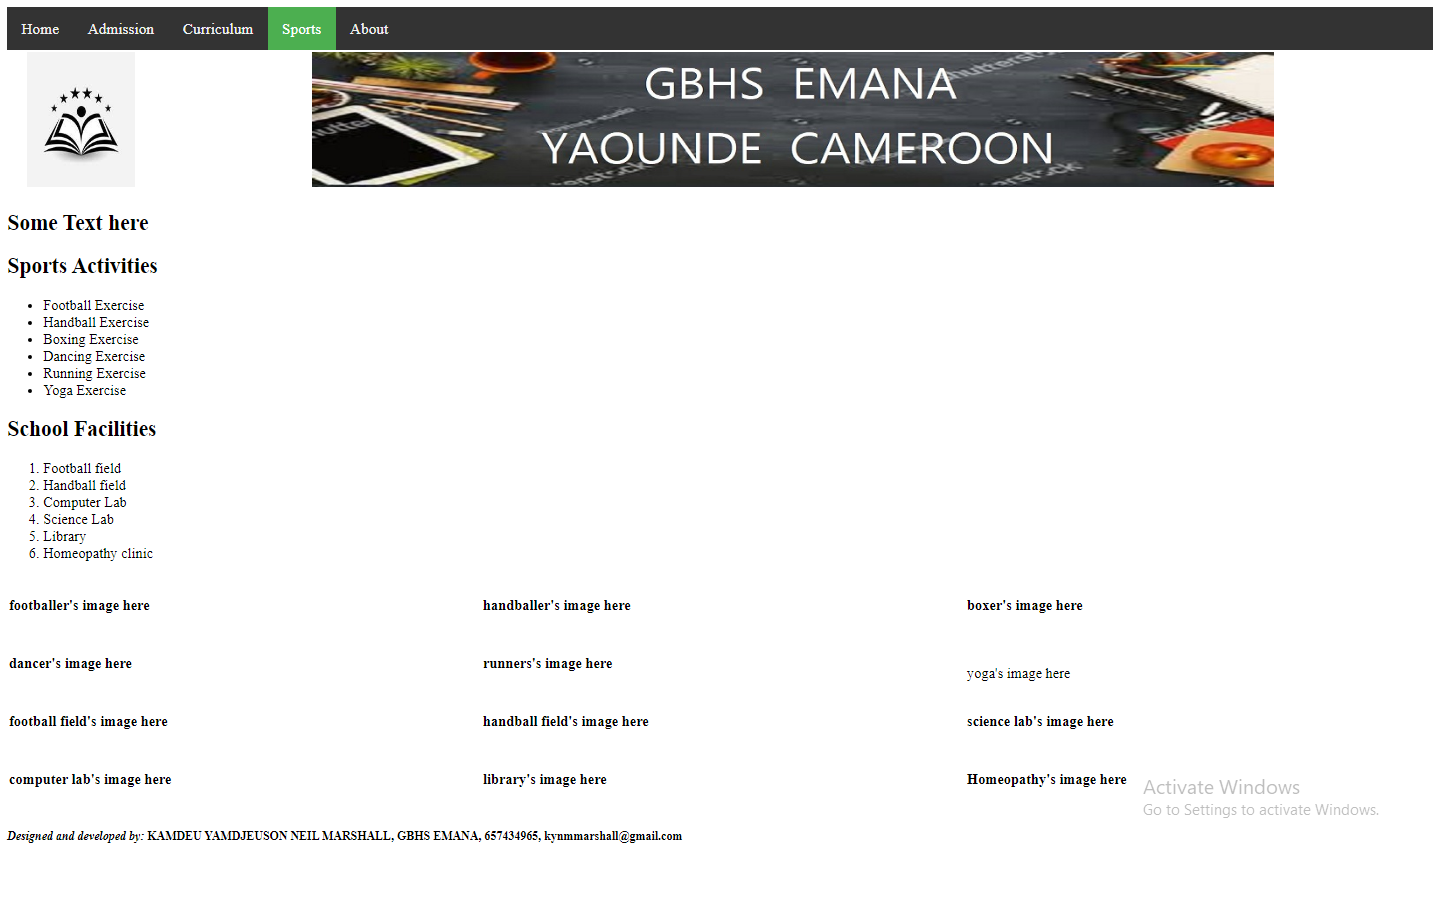 Home Admission Curriculum Sports About
GBHS EMANA
YAOUNDE CAMEROON
Some Text here
Sports Activities
• Football Exercise
• Handball Exercise
• Boxing Exercise
• Dancing Exercise
• Running Exercise
• Yoga Exercise
School Facilities
1. Football field
2. Handball field
3. Computer Lab
4. Science Lab
5. Library
6. Homeopathy clinic
footballer's image here handballer's image here boxer's image here
dancer's image here runners's image here yoga's image here
football field's image here handball field's image here science lab's image here
computer lab's image here library's image here Homeopathy's image here
Activate Windows
Go to Settings to activate Windows.
Designed and developed by: KAMDEU YAMDJEUSON NEIL MARSHALL, GBHS EMANA, 657434965, kynmmarshall@gmail.com